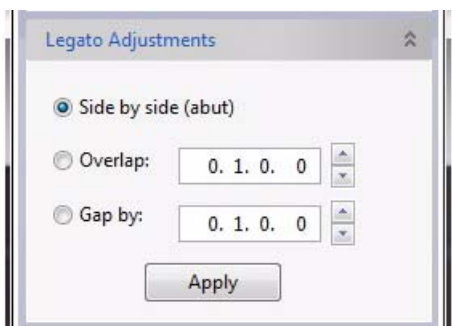 Legato Adjustments
Side by side (abut)
Overlap: 0. 1. 0. 0
Gap by: 0. 1. 0. 0
Apply